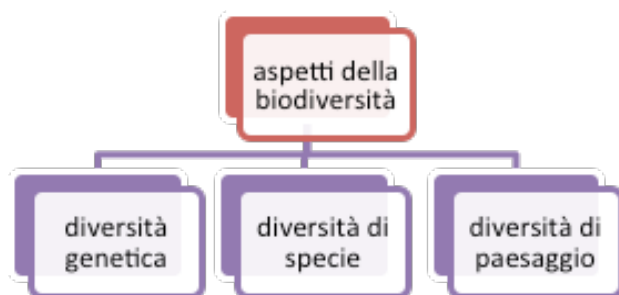 aspetti della
biodiversità
diversità
genetica
diversità di
specie
diversità di
paesaggio